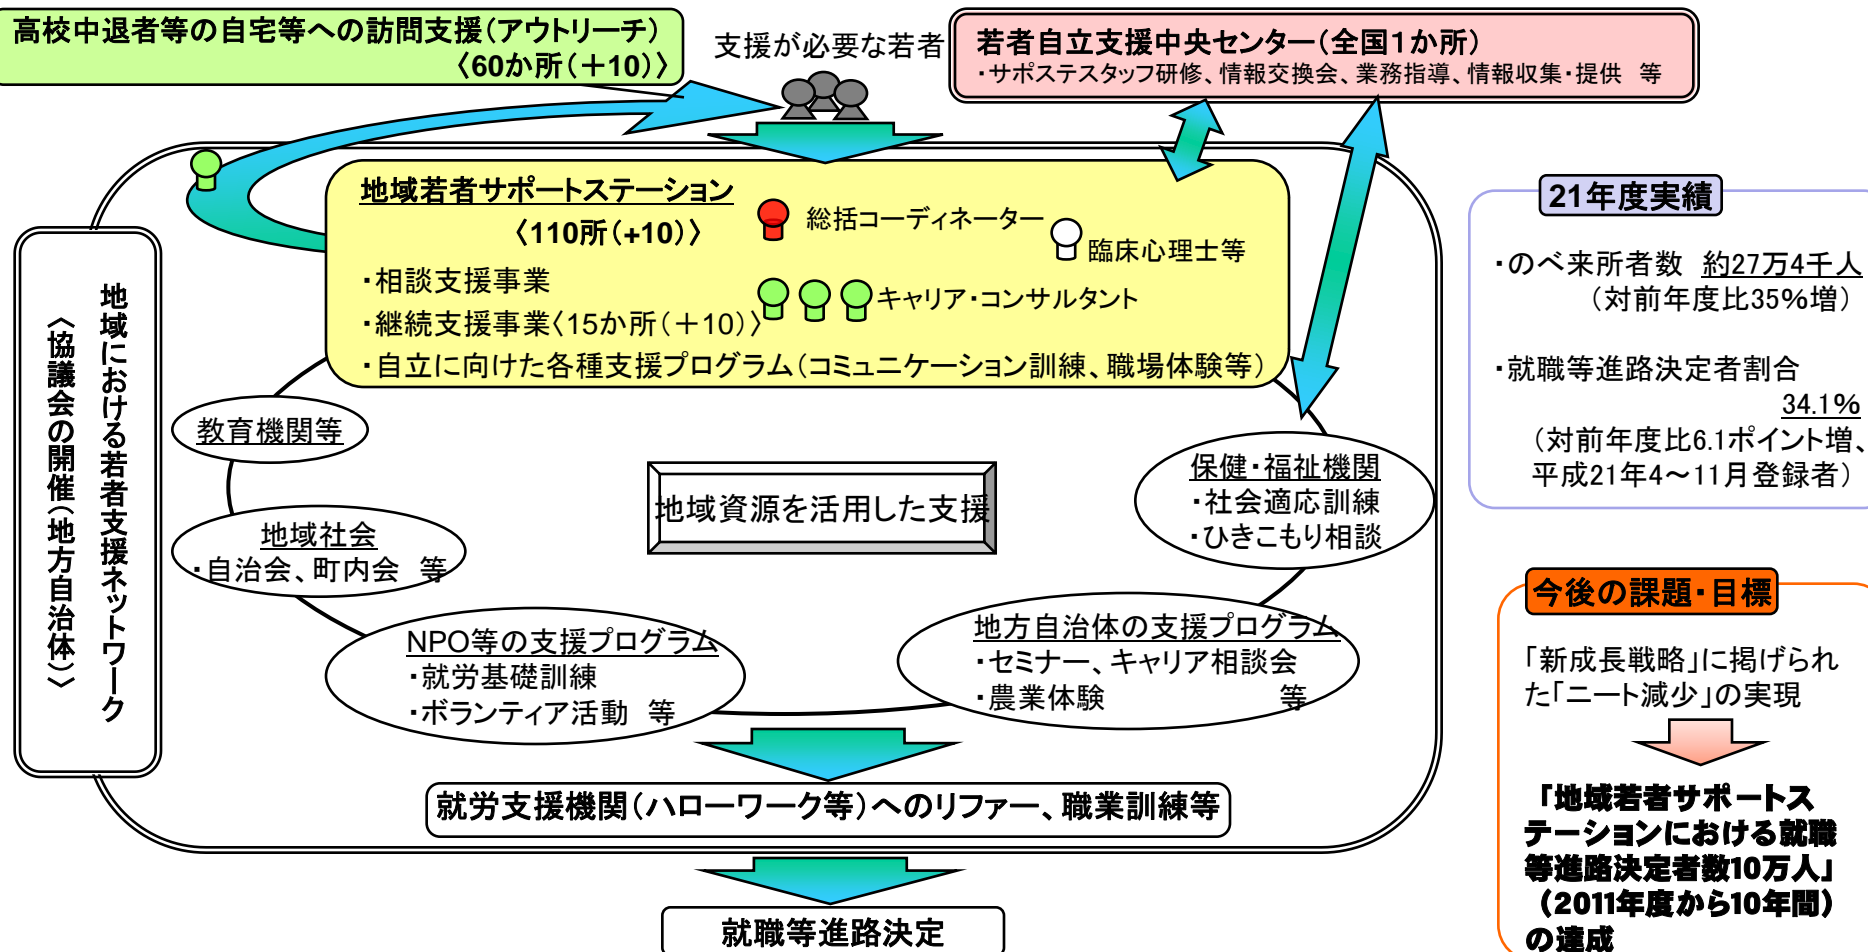 高校中退者等の自宅等への訪問支援(アウトリーチ)
〈60か所(＋10)〉
支援が必要な若者
若者自立支援中央センター(全国１か所)
・サポステスタッフ研修、情報交換会、業務指導、情報収集・提供　等
地域若者サポートステーション
〈110所(+10)〉
総括コーディネーター
臨床心理士等
・相談支援事業
キャリア・コンサルタント
・継続支援事業〈15か所(＋10)〉
・自立に向けた各種支援プログラム(コミュニケーション訓練、職場体験等)
地域における若者支援ネットワーク
〈協議会の開催(地方自治体)〉
教育機関等
地域社会
・自治会、町内会　等
地域資源を活用した支援
保健・福祉機関
・社会適応訓練
・ひきこもり相談
NPO等の支援プログラム
・就労基礎訓練
・ボランティア活動　等
地方自治体の支援プログラム
・セミナー、キャリア相談会
・農業体験　　　　　等
就労支援機関(ハローワーク等)へのリファー、職業訓練等
就職等進路決定
21年度実績
・のべ来所者数　約27万4千人
(対前年度比35%増)
・就職等進路決定者割合
34.1%
(対前年度比6.1ポイント増、
平成21年4～11月登録者)
今後の課題・目標
「新成長戦略」に掲げられ
た「ニート減少」の実現
「地域若者サポートス
テーションにおける就職
等進路決定者数10万人」
(2011年度から10年間)
の達成